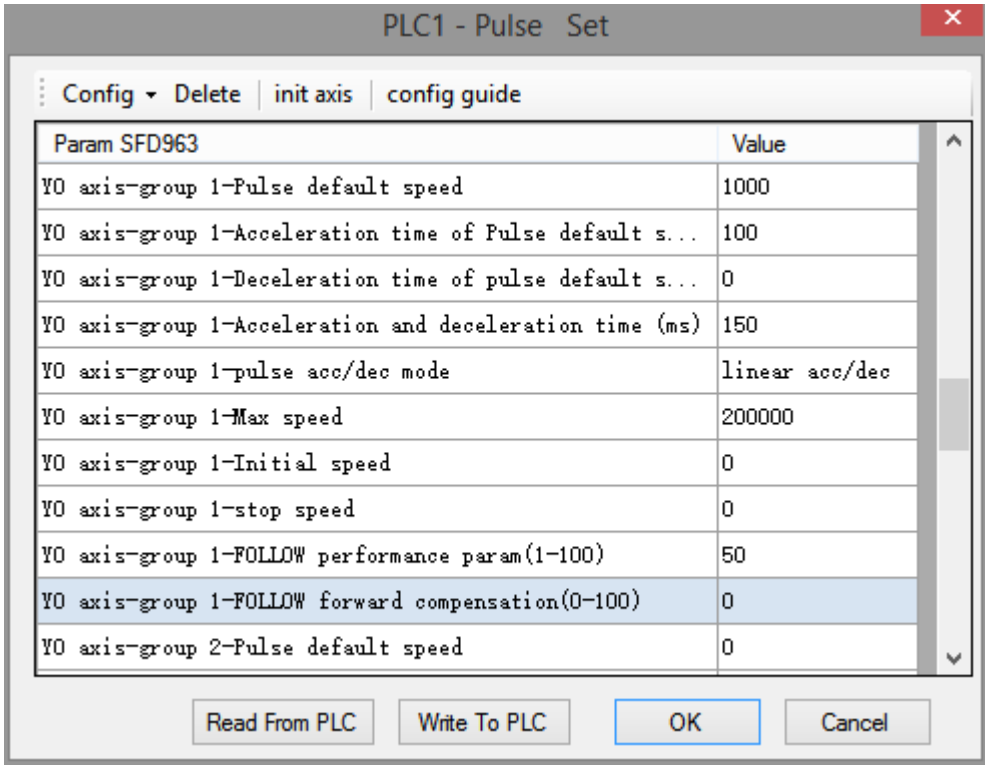 PLC1 - Pulse Set
Config Delete init axis config guide
Param SFD963 Value
Y0 axis-group 1-Pulse default speed 1000
Y0 axis-group 1-Acceleration time of Pulse default s... 100
Y0 axis-group 1-Deceleration time of pulse default s... 0
Y0 axis-group 1-Acceleration and deceleration time (ms) 150
Y0 axis-group 1-pulse acc/dec mode linear acc/dec
Y0 axis-group 1-Max speed 200000
Y0 axis-group 1-Initial speed 0
Y0 axis-group 1-stop speed 0
Y0 axis-group 1-FOLLOW performance param(1-100) 50
Y0 axis-group 1-FOLLOW forward compensation(0-100) 0
Y0 axis-group 2-Pulse default speed 0
Read From PLC Write To PLC OK Cancel